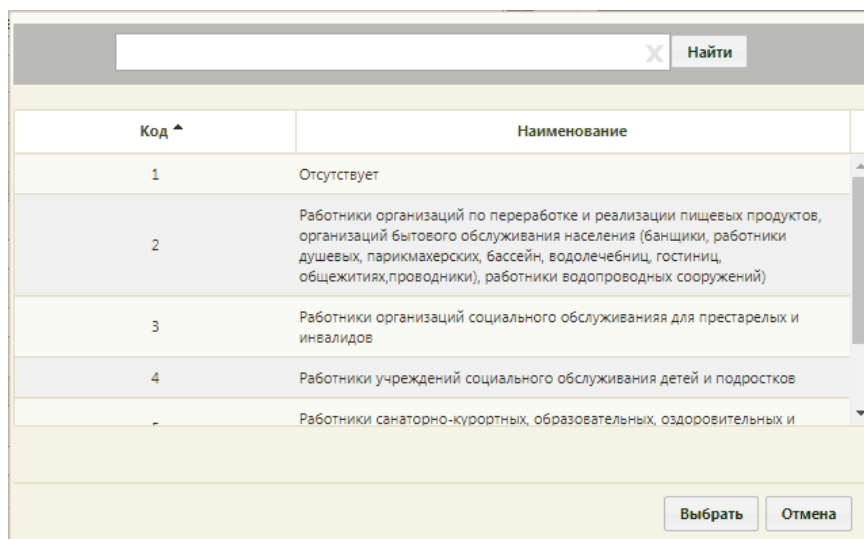 Найти
Код Наименование
1 Отсутствует
Работники организаций по переработке и реализации пищевых продуктов,
организаций бытового обслуживания населения (банщики, работники
2
душевых, парикмахерских, бассейн, водолечебниц, гостиниц,
общежитиях,проводники), работники водопроводных сооружений)
Работники организаций социального обслуживанияя для престарелых и
3
инвалидов
4 Работники учреждений социального обслуживания детей и подростков
Работники санаторно-курортных, образовательных, оздоровительных и
Выбрать Отмена